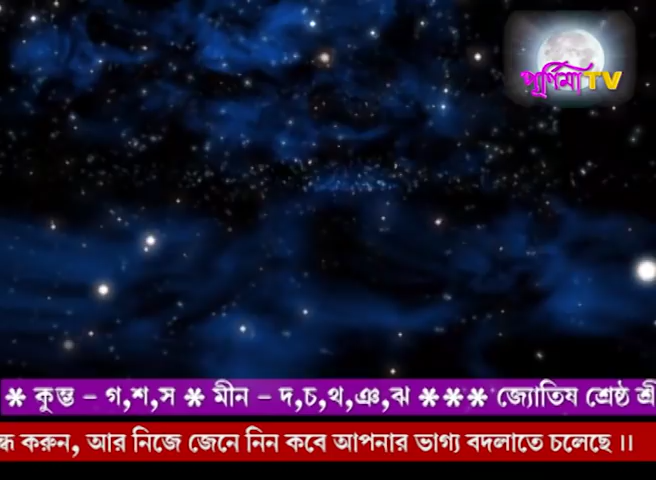 পূর্ণিমা TV
* কুম্ভ - গ,শ,স * মীন - দ,চ,থ,ঞ,ঝ *** জ্যোতিষ শ্রেষ্ঠ শ্রী
করুন, আর নিজে জেনে নিন কবে আপনার ভাগ্য বদলাতে চলেছে ।।